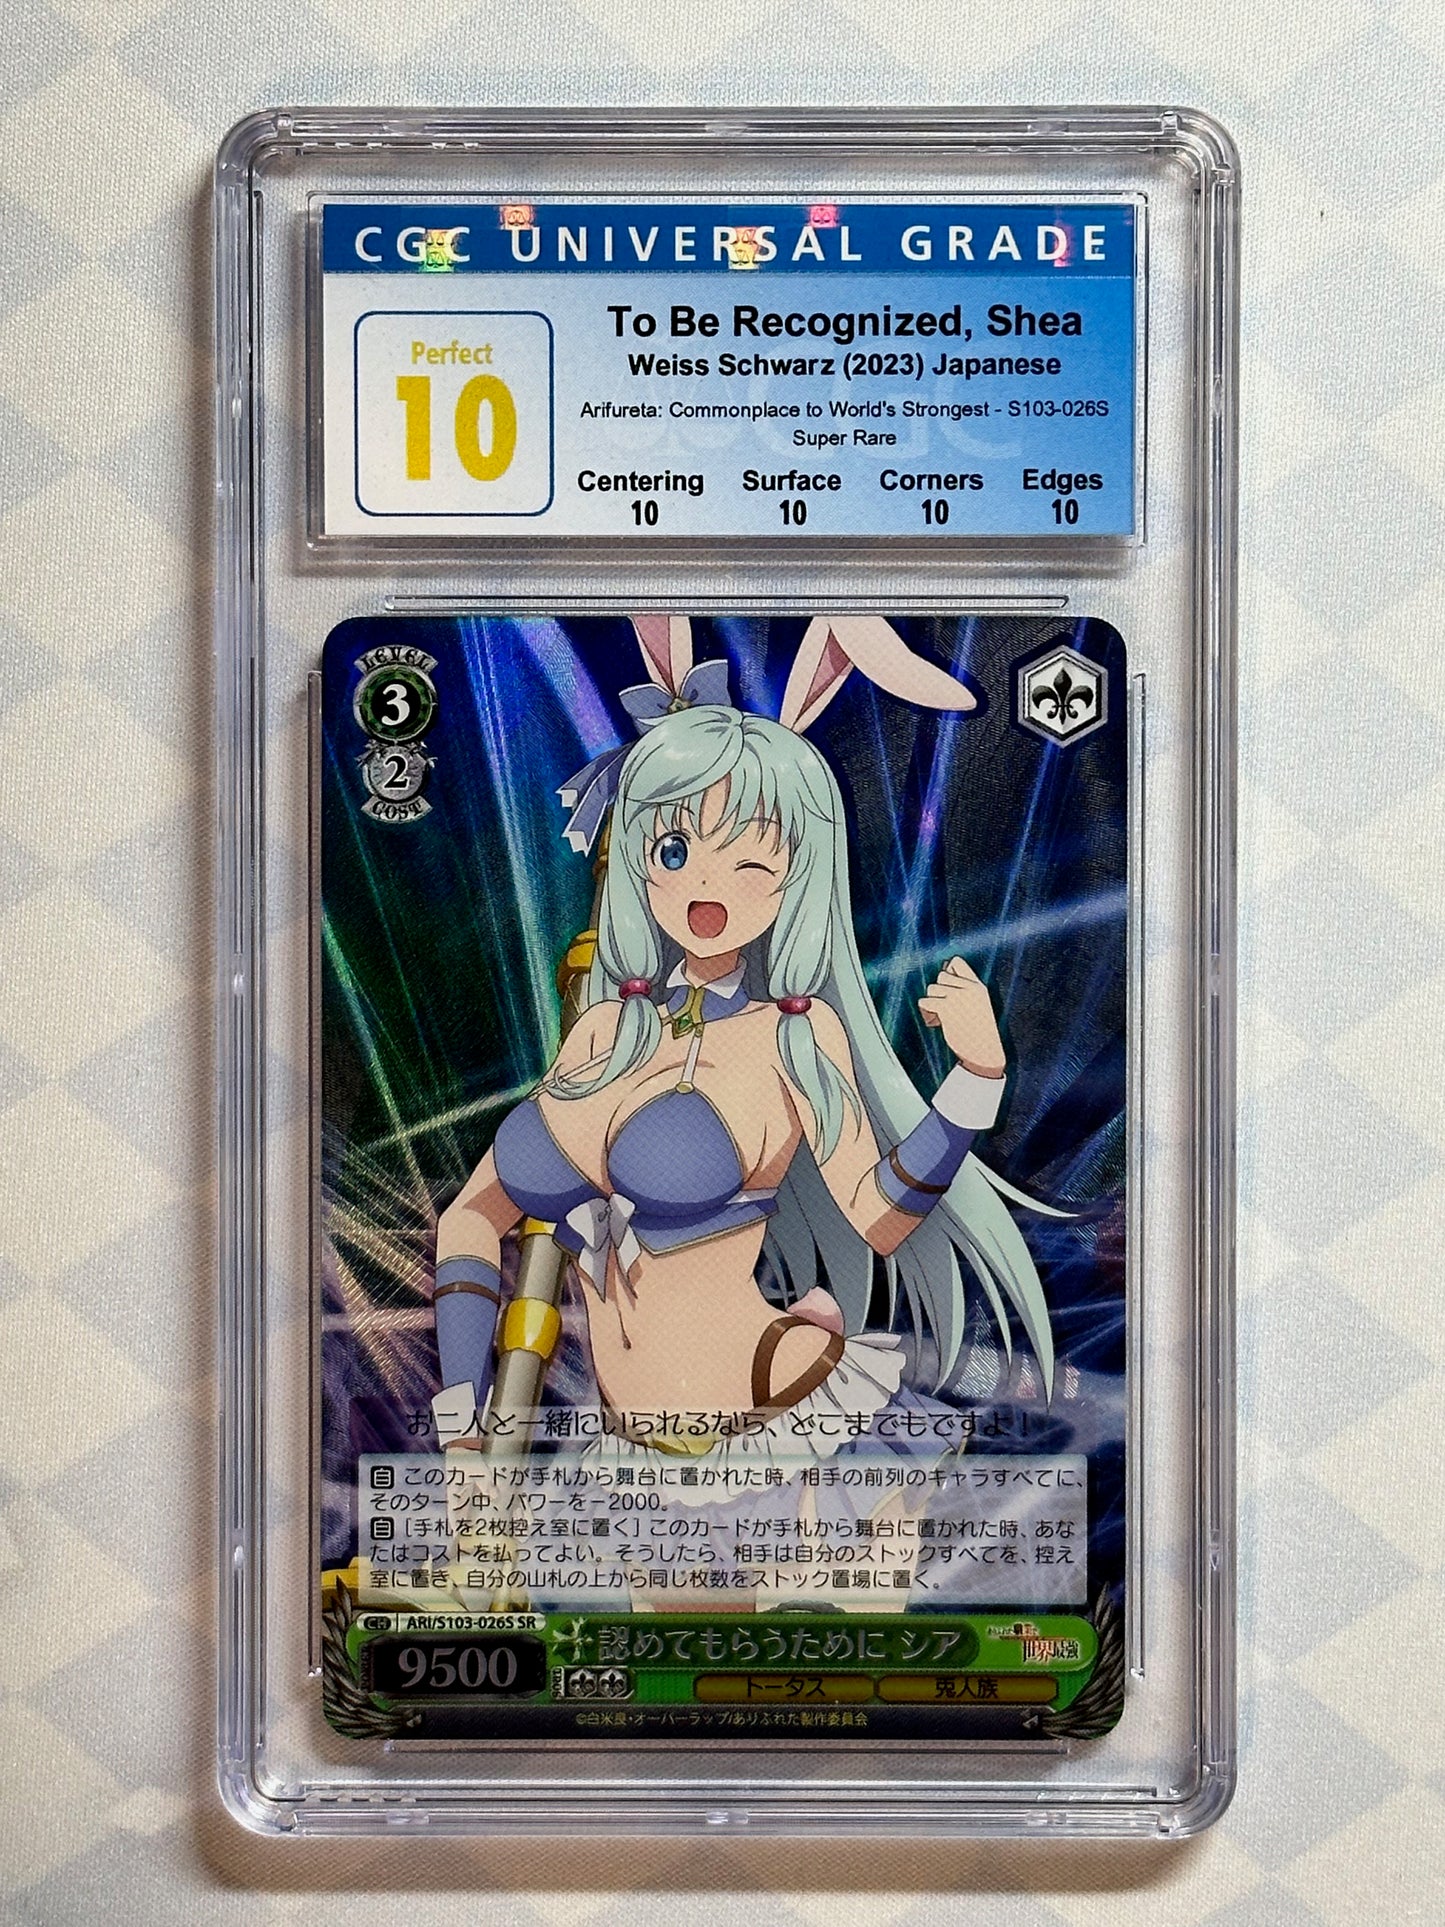 CGC UNIVERSAL GRADE
Perfect
10
To Be Recognized, Shea
Weiss Schwarz (2023) Japanese
Arifureta: Commonplace to World's Strongest - S103-026S
Super Rare
Centering Surface Corners Edges
10 10 10 10
LEVEL
3
2
COST
お二人と一緒にいられるなら、どこまでもですよ!
自 このカードが手札から舞台に置かれた時、相手の前列のキャラすべてに、
そのターン中、パワーを－2000。
自 [手札を2枚控え室に置く] このカードが手札から舞台に置かれた時、あな
たはコストを払ってよい。そうしたら、相手は自分のストックすべてを、控え
室に置き、自分の山札の上から同じ枚数をストック置場に置く。
CH ARI/S103-026S SR
9500
認めてもらうために シア
ありふれた職業で
世界最強
トータス 兎人族
©白米良・オーバーラップ/ありふれた製作委員会